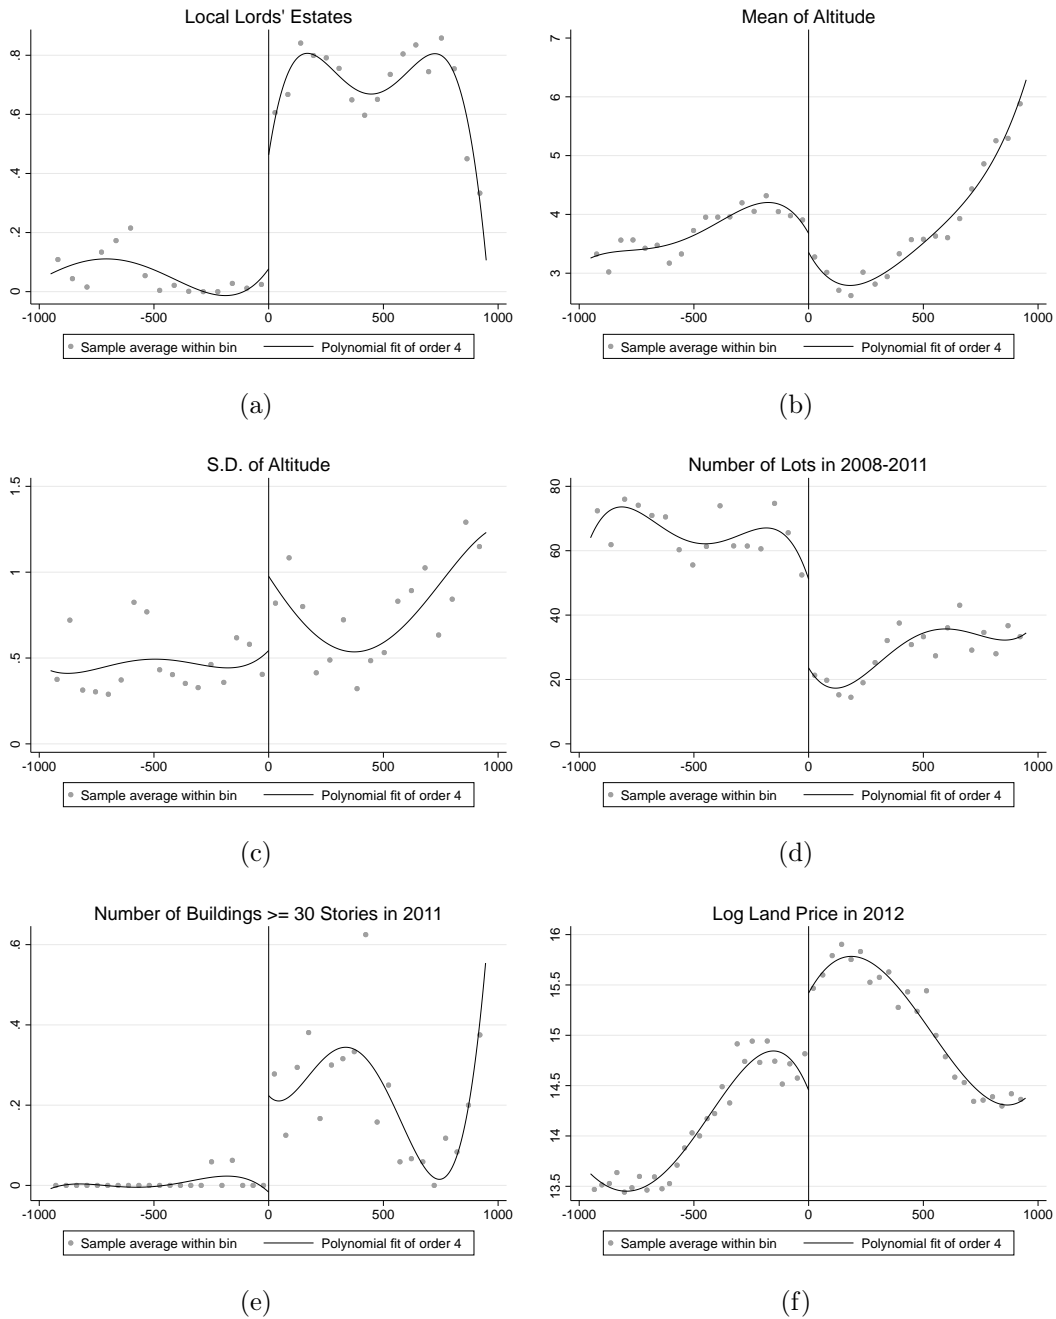 Local Lords' Estates
0 .2 .4 .6 .8
-1000 -500 0 500 1000
Sample average within bin Polynomial fit of order 4
(a)
Mean of Altitude
3 4 5 6 7
-1000 -500 0 500 1000
Sample average within bin Polynomial fit of order 4
(b)
S.D. of Altitude
0 .5 1 1.5
-1000 -500 0 500 1000
Sample average within bin Polynomial fit of order 4
(c)
Number of Lots in 2008-2011
0 20 40 60 80
-1000 -500 0 500 1000
Sample average within bin Polynomial fit of order 4
(d)
Number of Buildings >= 30 Stories in 2011
0 .2 .4 .6
-1000 -500 0 500 1000
Sample average within bin Polynomial fit of order 4
(e)
Log Land Price in 2012
13.5 14 14.5 15 15.5 16
-1000 -500 0 500 1000
Sample average within bin Polynomial fit of order 4
(f)